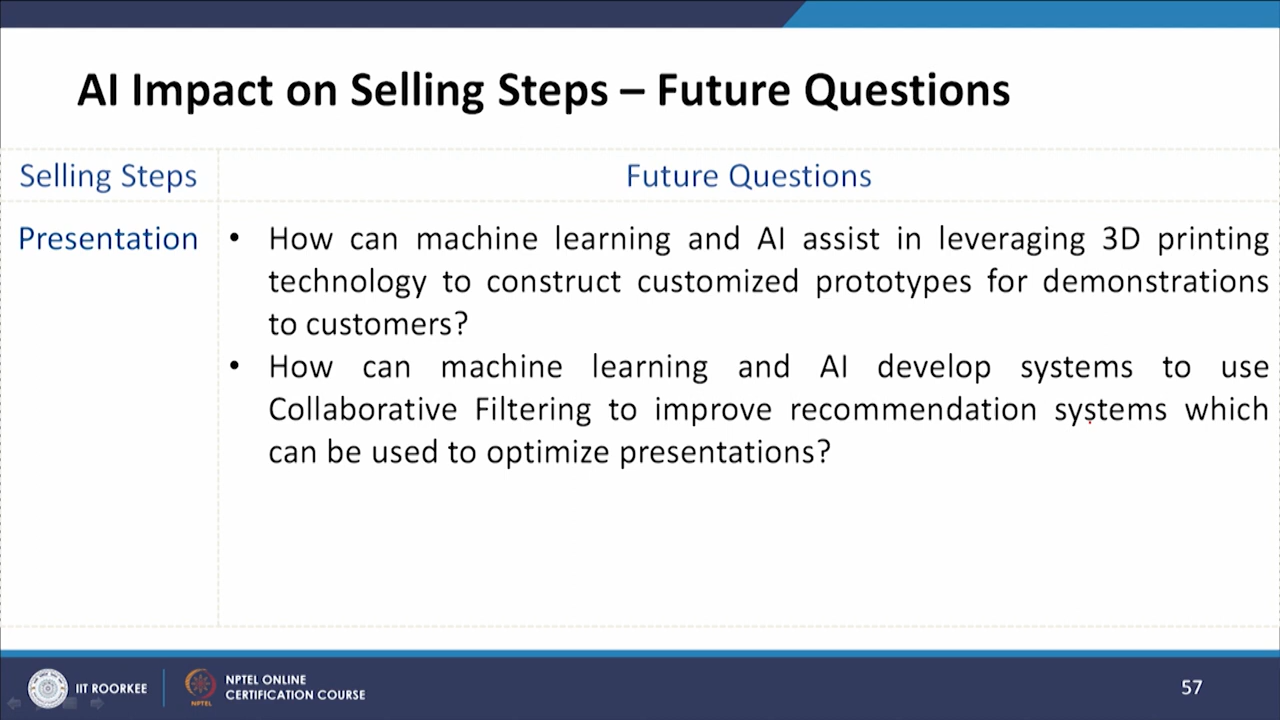 AI Impact on Selling Steps – Future Questions
Selling Steps
Future Questions
Presentation
• How can machine learning and AI assist in leveraging 3D printing
technology to construct customized prototypes for demonstrations
to customers?
• How can machine learning and AI develop systems to use
Collaborative Filtering to improve recommendation systems which
can be used to optimize presentations?
IIT ROORKEE
NPTEL
NPTEL ONLINE
CERTIFICATION COURSE
57